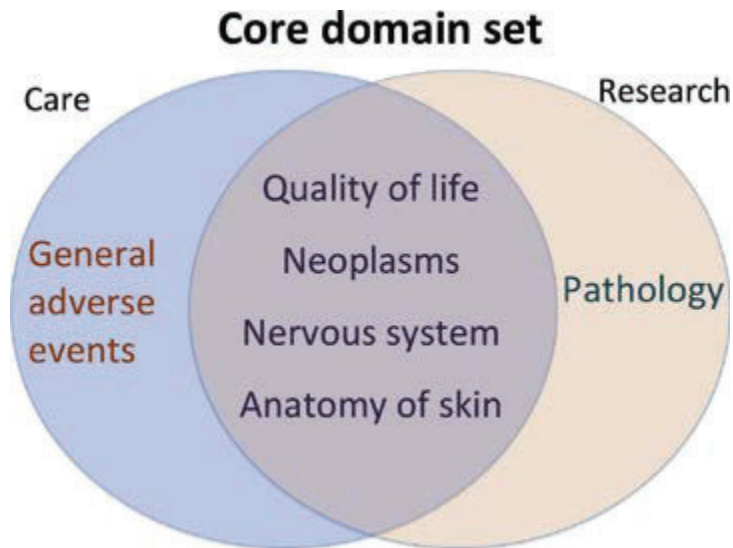 Core domain set
Care
Research
Quality of life
Neoplasms
Nervous system
Anatomy of skin
General
adverse
events
Pathology